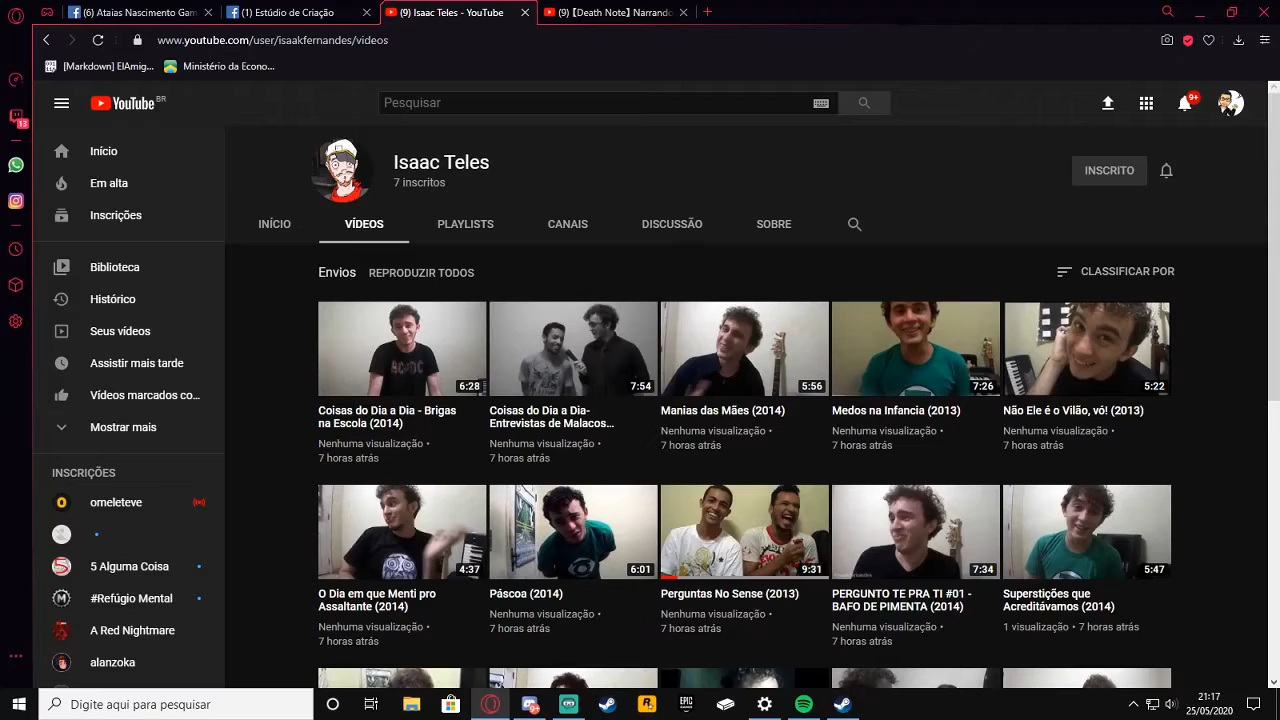 (6) Ataís Nascimento Gam
(1) Estúdio de Criação
(9) Isaac Teles - YouTube
(9) 【Death Note】 Narrando
www.youtube.com/user/isaakfernandes/videos
[Markdown] ElAmig...
Ministério da Econo...
YouTube BR
Pesquisar
9+
13
Início
Em alta
Inscrições
Biblioteca
Histórico
Seus vídeos
Assistir mais tarde
Vídeos marcados co...
Mostrar mais
INSCRIÇÕES
omeleteve
5 Alguma Coisa
#Refúgio Mental
A Red Nightmare
alanzoka
Isaac Teles
7 inscritos
INSCRITO
INÍCIO VÍDEOS PLAYLISTS CANAIS DISCUSSÃO SOBRE
Envios REPRODUZIR TODOS
CLASSIFICAR POR
AC/DC
6:28
7:54
5:56
7:26
5:22
Coisas do Dia a Dia - Brigas
na Escola (2014)
Nenhuma visualização •
7 horas atrás
Coisas do Dia a Dia-
Entrevistas de Malacos...
Nenhuma visualização •
7 horas atrás
Manias das Mães (2014)
Nenhuma visualização •
7 horas atrás
Medos na Infancia (2013)
Nenhuma visualização •
7 horas atrás
Não Ele é o Vilão, vó! (2013)
Nenhuma visualização •
7 horas atrás
4:37
6:01
9:31
7:34
5:47
O Dia em que Menti pro
Assaltante (2014)
Nenhuma visualização •
7 horas atrás
Páscoa (2014)
Nenhuma visualização •
7 horas atrás
Perguntas No Sense (2013)
Nenhuma visualização •
7 horas atrás
PERGUNTO TE PRA TI #01 -
BAFO DE PIMENTA (2014)
Nenhuma visualização •
7 horas atrás
Superstições que
Acreditávamos (2014)
1 visualização • 7 horas atrás
Digite aqui para pesquisar
EPIC
21:17
25/05/2020